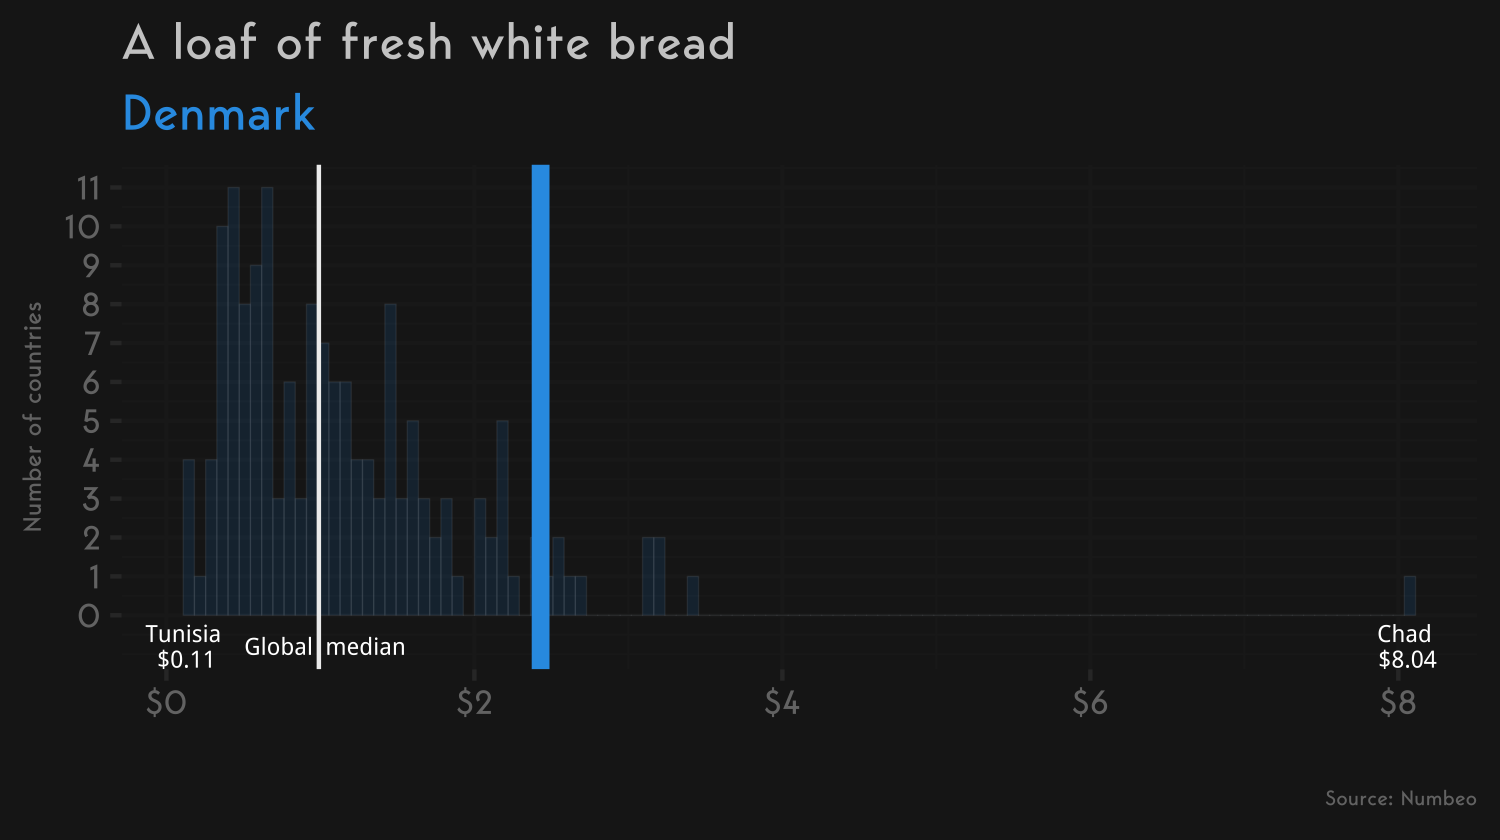 A loaf of fresh white bread
Denmark
Number of countries
11
10
9
8
7
6
5
4
3
2
1
0
Tunisia
$0.11
Global median
Chad
$8.04
$0 $2 $4 $6 $8
Source: Numbeo